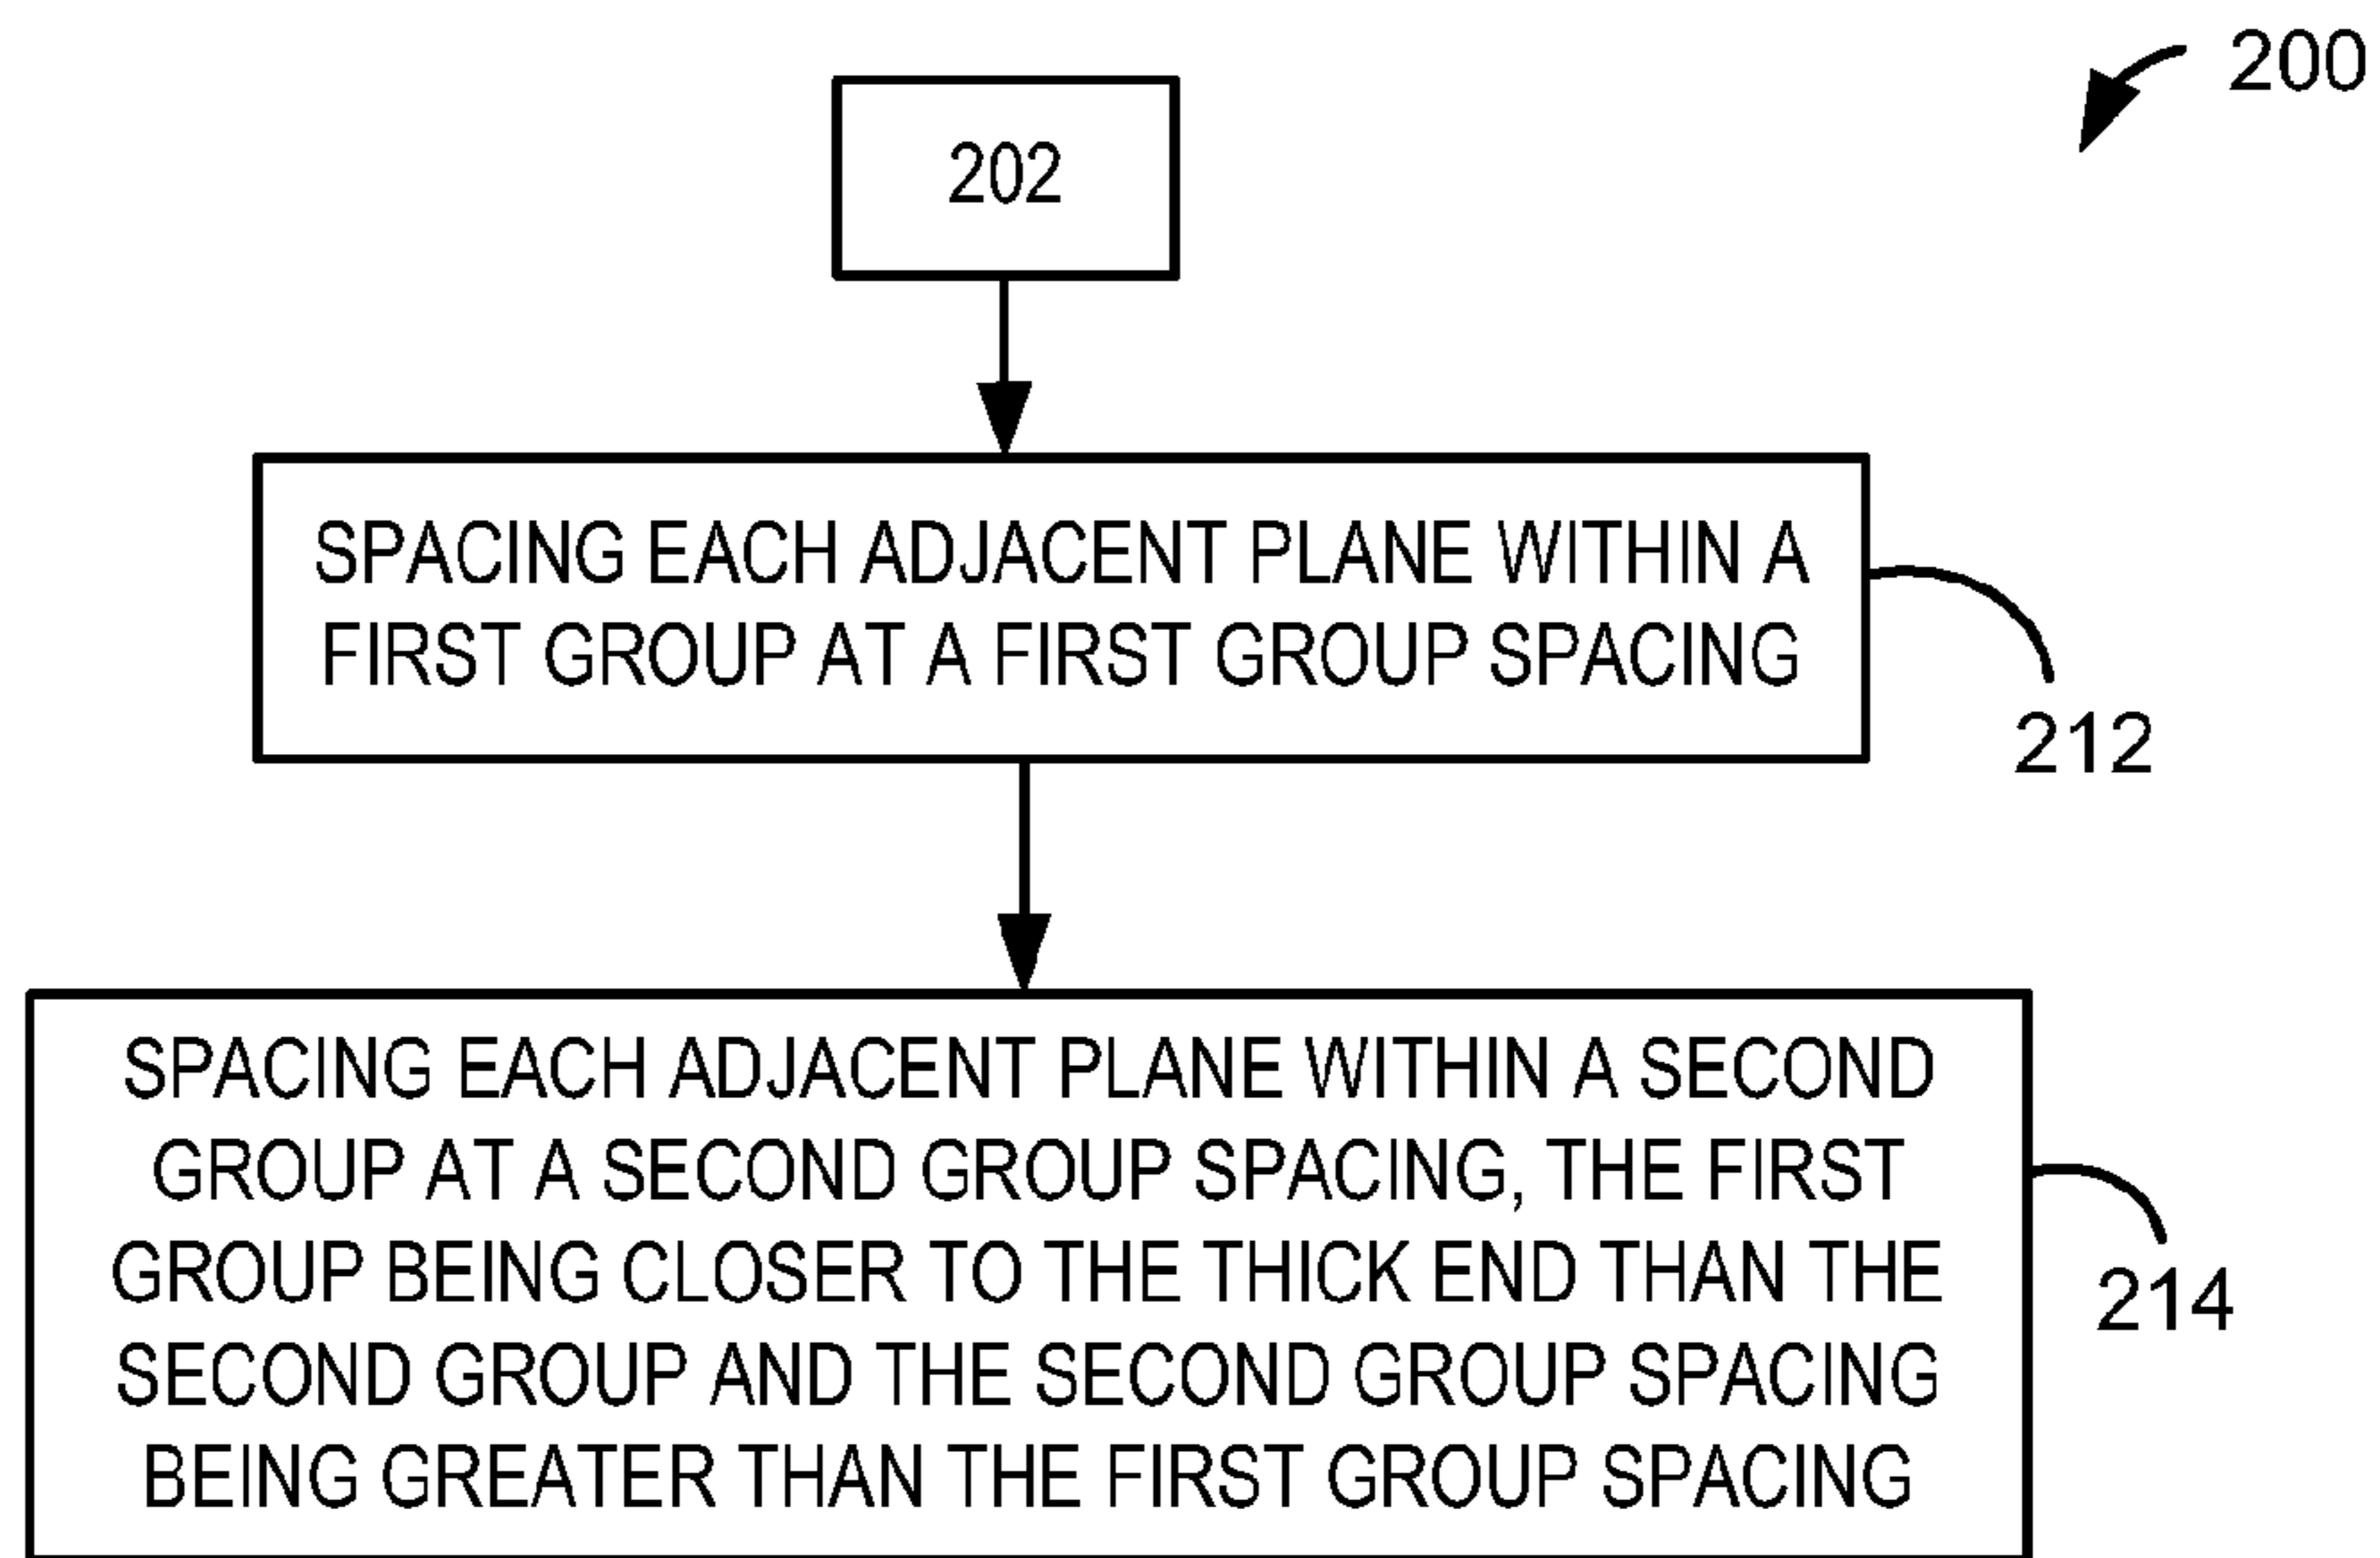 200
202
SPACING EACH ADJACENT PLANE WITHIN A
FIRST GROUP AT A FIRST GROUP SPACING
212
SPACING EACH ADJACENT PLANE WITHIN A SECOND
GROUP AT A SECOND GROUP SPACING, THE FIRST
GROUP BEING CLOSER TO THE THICK END THAN THE
SECOND GROUP AND THE SECOND GROUP SPACING
BEING GREATER THAN THE FIRST GROUP SPACING
214